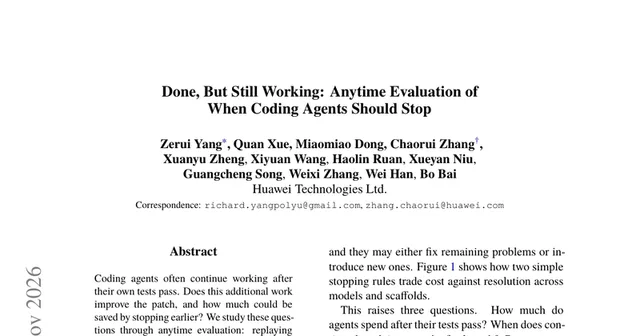 Done, But Still Working: Anytime Evaluation of
When Coding Agents Should Stop
Zerui Yang*, Quan Xue, Miaomiao Dong, Chaorui Zhang†,
Xuanyu Zheng, Xiyuan Wang, Haolin Ruan, Xueyan Niu,
Guangcheng Song, Weixi Zhang, Wei Han, Bo Bai
Huawei Technologies Ltd.
Correspondence: richard.yangpolyu@gmail.com, zhang.chaorui@huawei.com
ov 2026
Abstract
Coding agents often continue working after
their own tests pass. Does this additional work
improve the patch, and how much could be
saved by stopping earlier? We study these ques-
tions through anytime evaluation: replaying
and they may either fix remaining problems or in-
troduce new ones. Figure 1 shows how two simple
stopping rules trade cost against resolution across
models and scaffolds.
This raises three questions. How much do
agents spend after their tests pass? When does con-